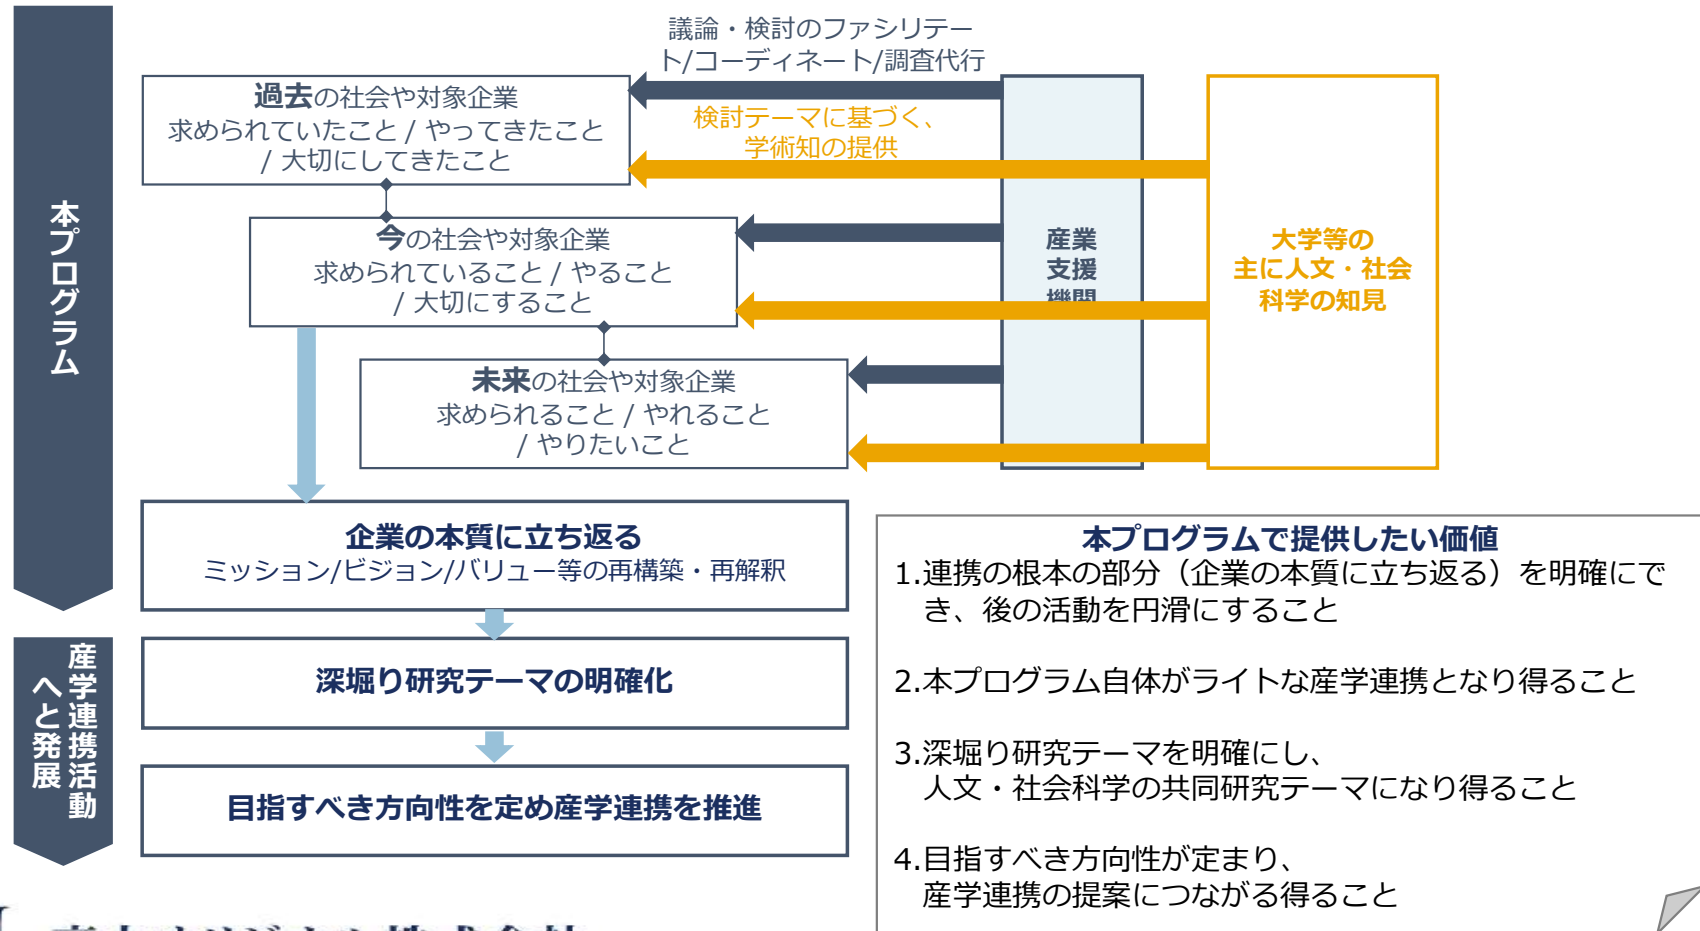 本プログラム
議論・検討のファシリテー
ト/コーディネート/調査代行
過去の社会や対象企業
求められていたこと / やってきたこと
/ 大切にしてきたこと
検討テーマに基づく、
学術知の提供
今の社会や対象企業
求められていること / やること
/ 大切にすること
産業
支援
機関
大学等の
主に人文・社会
科学の知見
未来の社会や対象企業
求められること / やれること
/ やりたいこと
企業の本質に立ち返る
ミッション/ビジョン/バリュー等の再構築・再解釈
産学連携活動
へと発展
深堀り研究テーマの明確化
目指すべき方向性を定め産学連携を推進
本プログラムで提供したい価値
1.連携の根本の部分（企業の本質に立ち返る）を明確にで
き、後の活動を円滑にすること
2.本プログラム自体がライトな産学連携となり得ること
3.深堀り研究テーマを明確にし、
人文・社会科学の共同研究テーマになり得ること
4.目指すべき方向性が定まり、
産学連携の提案につながる得ること